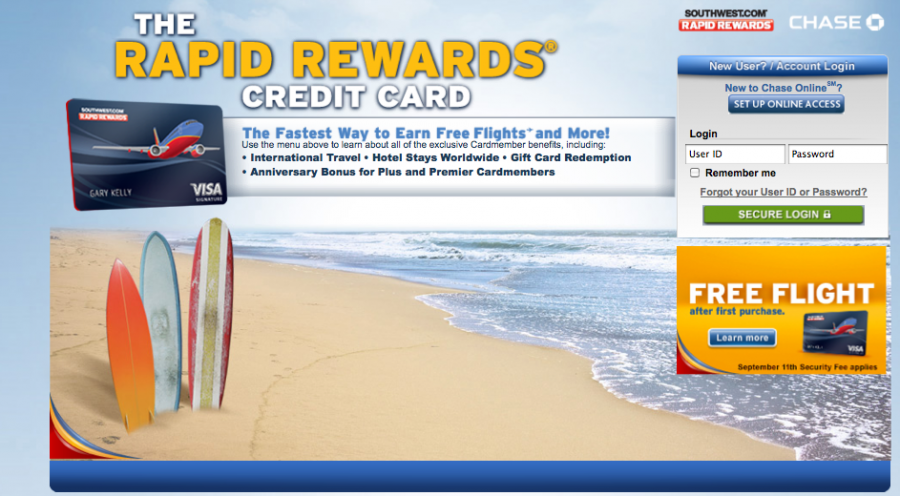 THE
RAPID REWARDS®
CREDIT CARD
SOUTHWEST.COM®
RAPID REWARDS
CHASE
SOUTHWEST.COM
RAPID REWARDS
GARY KELLY
VISA
SIGNATURE
The Fastest Way to Earn Free Flights and More!
Use the menu above to learn about all of the exclusive Cardmember benefits, including:
• International Travel • Hotel Stays Worldwide • Gift Card Redemption
• Anniversary Bonus for Plus and Premier Cardmembers
New User? / Account Login
New to Chase Online℠?
SET UP ONLINE ACCESS
Login
User ID
Password
Remember me
Forgot your User ID or Password?
SECURE LOGIN
FREE FLIGHT
after first purchase.
Learn more
VISA
September 11th Security Fee applies